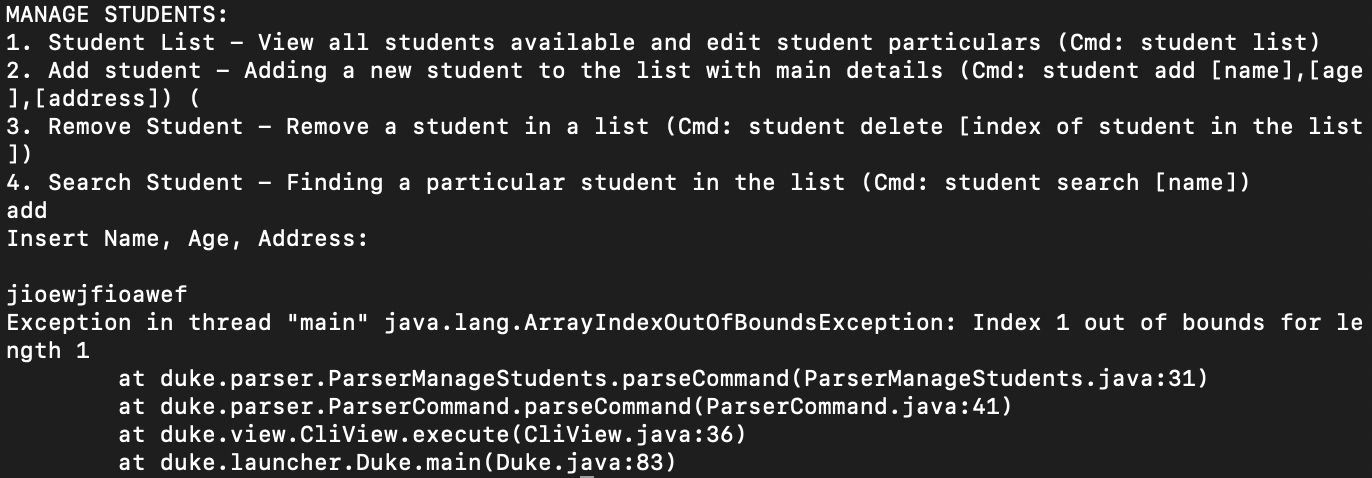 MANAGE STUDENTS:
1. Student List – View all students available and edit student particulars (Cmd: student list)
2. Add student – Adding a new student to the list with main details (Cmd: student add [name],[age
],[address]) (
3. Remove Student – Remove a student in a list (Cmd: student delete [index of student in the list
])
4. Search Student – Finding a particular student in the list (Cmd: student search [name])
add
Insert Name, Age, Address:
jioewjfioawef
Exception in thread "main" java.lang.ArrayIndexOutOfBoundsException: Index 1 out of bounds for le
ngth 1
at duke.parser.ParserManageStudents.parseCommand(ParserManageStudents.java:31)
at duke.parser.ParserCommand.parseCommand(ParserCommand.java:41)
at duke.view.CliView.execute(CliView.java:36)
at duke.launcher.Duke.main(Duke.java:83)